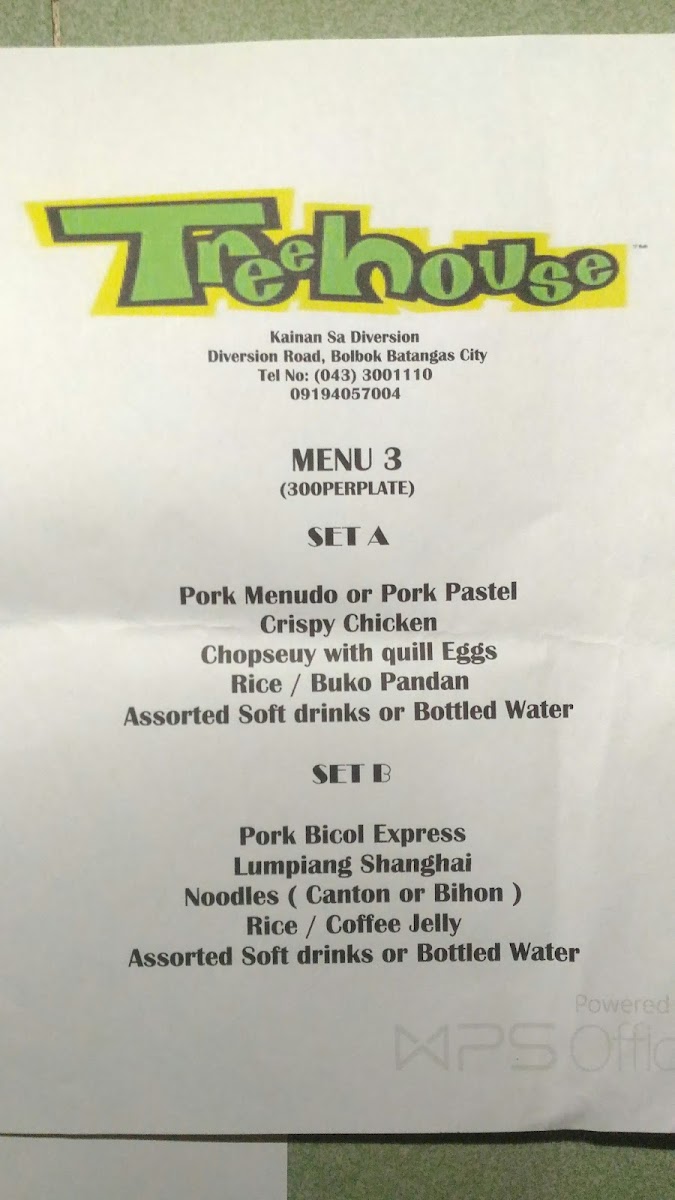 Treehouse
Kainan Sa Diversion
Diversion Road, Bolbok Batangas City
Tel No: (043) 3001110
09194057004
MENU 3
(300PERPLATE)
SET A
Pork Menudo or Pork Pastel
Crispy Chicken
Chopseuy with quill Eggs
Rice / Buko Pandan
Assorted Soft drinks or Bottled Water
SET B
Pork Bicol Express
Lumpiang Shanghai
Noodles ( Canton or Bihon )
Rice / Coffee Jelly
Assorted Soft drinks or Bottled Water
Powered
WPS Offic